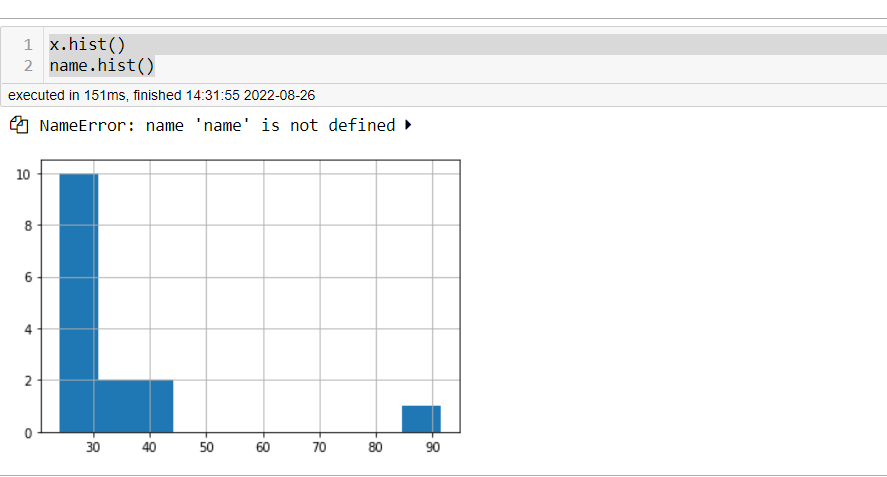 1 x.hist()
2 name.hist()
executed in 151ms, finished 14:31:55 2022-08-26
NameError: name 'name' is not defined
10
8
6
4
2
0
30 40 50 60 70 80 90